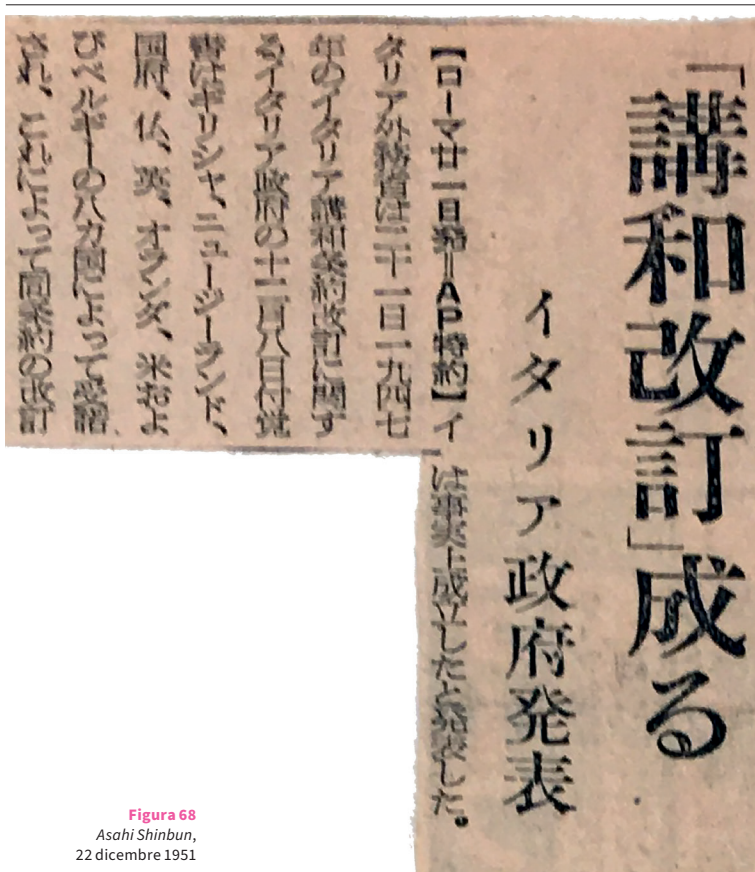 「講和改訂」成る
イタリア政府発表
【ローマ廿一日発＝ＡＰ特約】イ
タリア外務省は二十一日一九四七
年のイタリア講和条約改訂に関す
るイタリア政府の十二月八日付覚
書はギリシャ、ニュージーランド、
国府、仏、英、オランダ、米およ
びベルギーの八カ国によって受諾
され、これによって同条約の改訂
は事実上成立したと発表した。
Figura 68
Asahi Shinbun,
22 dicembre 1951